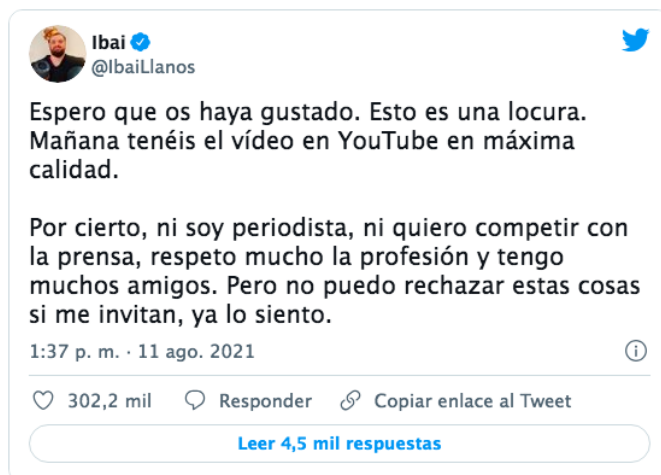 Ibai
@IbaiLlanos
Espero que os haya gustado. Esto es una locura.
Mañana tenéis el vídeo en YouTube en máxima
calidad.
Por cierto, ni soy periodista, ni quiero competir con
la prensa, respeto mucho la profesión y tengo
muchos amigos. Pero no puedo rechazar estas cosas
si me invitan, ya lo siento.
1:37 p. m. · 11 ago. 2021
302,2 mil Responder Copiar enlace al Tweet
Leer 4,5 mil respuestas